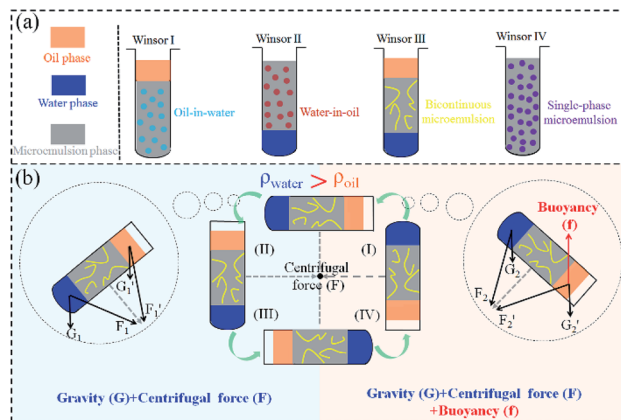 (a)
Oil phase
Water phase
Microemulsion phase
Winsor I
Oil-in-water
Winsor II
Water-in-oil
Winsor III
Bicontinuous
microemulsion
Winsor IV
Single-phase
microemulsion
(b)
ρwater > ρoil
G1
G1'
F1
F1'
(II)
(I)
Centrifugal
force (F)
(III)
(IV)
Buoyancy
(f)
G2
F2
F2'
G2'
Gravity (G)+Centrifugal force (F)
Gravity (G)+Centrifugal force (F)
+Buoyancy (f)